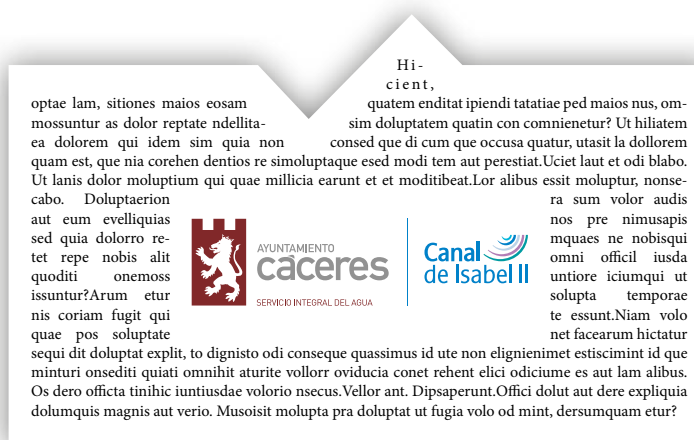 Hi-
cient,
optae lam, sitiones maios eosam quatem enditat ipiendi tatatiae ped maios nus, om-
mossuntur as dolor reptate ndellita- sim doluptatem quatin con comnienetur? Ut hiliatem
ea dolorem qui idem sim quia non consed que di cum que occusa quatur, utasit la dollorem
quam est, que nia corehen dentios re simoluptaque esed modi tem aut perestiat.Uciet laut et odi blabo.
Ut lanis dolor moluptium qui quae millicia earunt et et moditibeat.Lor alibus essit moluptur, nonse-
cabo. Doluptaerion ra sum volor audis
aut eum evelliquias nos pre nimusapis
sed quia dolorro re- mquaes ne nobisqui
tet repe nobis alit omni officil iusda
quoditi onemoss untiore iciumqui ut
issuntur?Arum etur solupta temporae
nis coriam fugit qui te essunt.Niam volo
quae pos soluptate net facearum hictatur
AYUNTAMIENTO
cáceres
SERVICIO INTEGRAL DEL AGUA
Canal
de Isabel II
sequi dit doluptat explit, to dignisto odi conseque quassimus id ute non elignienimet estiscimint id que
minturi onsediti quiati omnihit aturite vollorr oviducia conet rehent elici odiciume es aut lam alibus.
Os dero officta tinihic iuntiusdae volorio nsecus.Vellor ant. Dipsaperunt.Offici dolut aut dere expliquia
dolumquis magnis aut verio. Musoisit molupta pra doluptat ut fugia volo od mint, dersumquam etur?